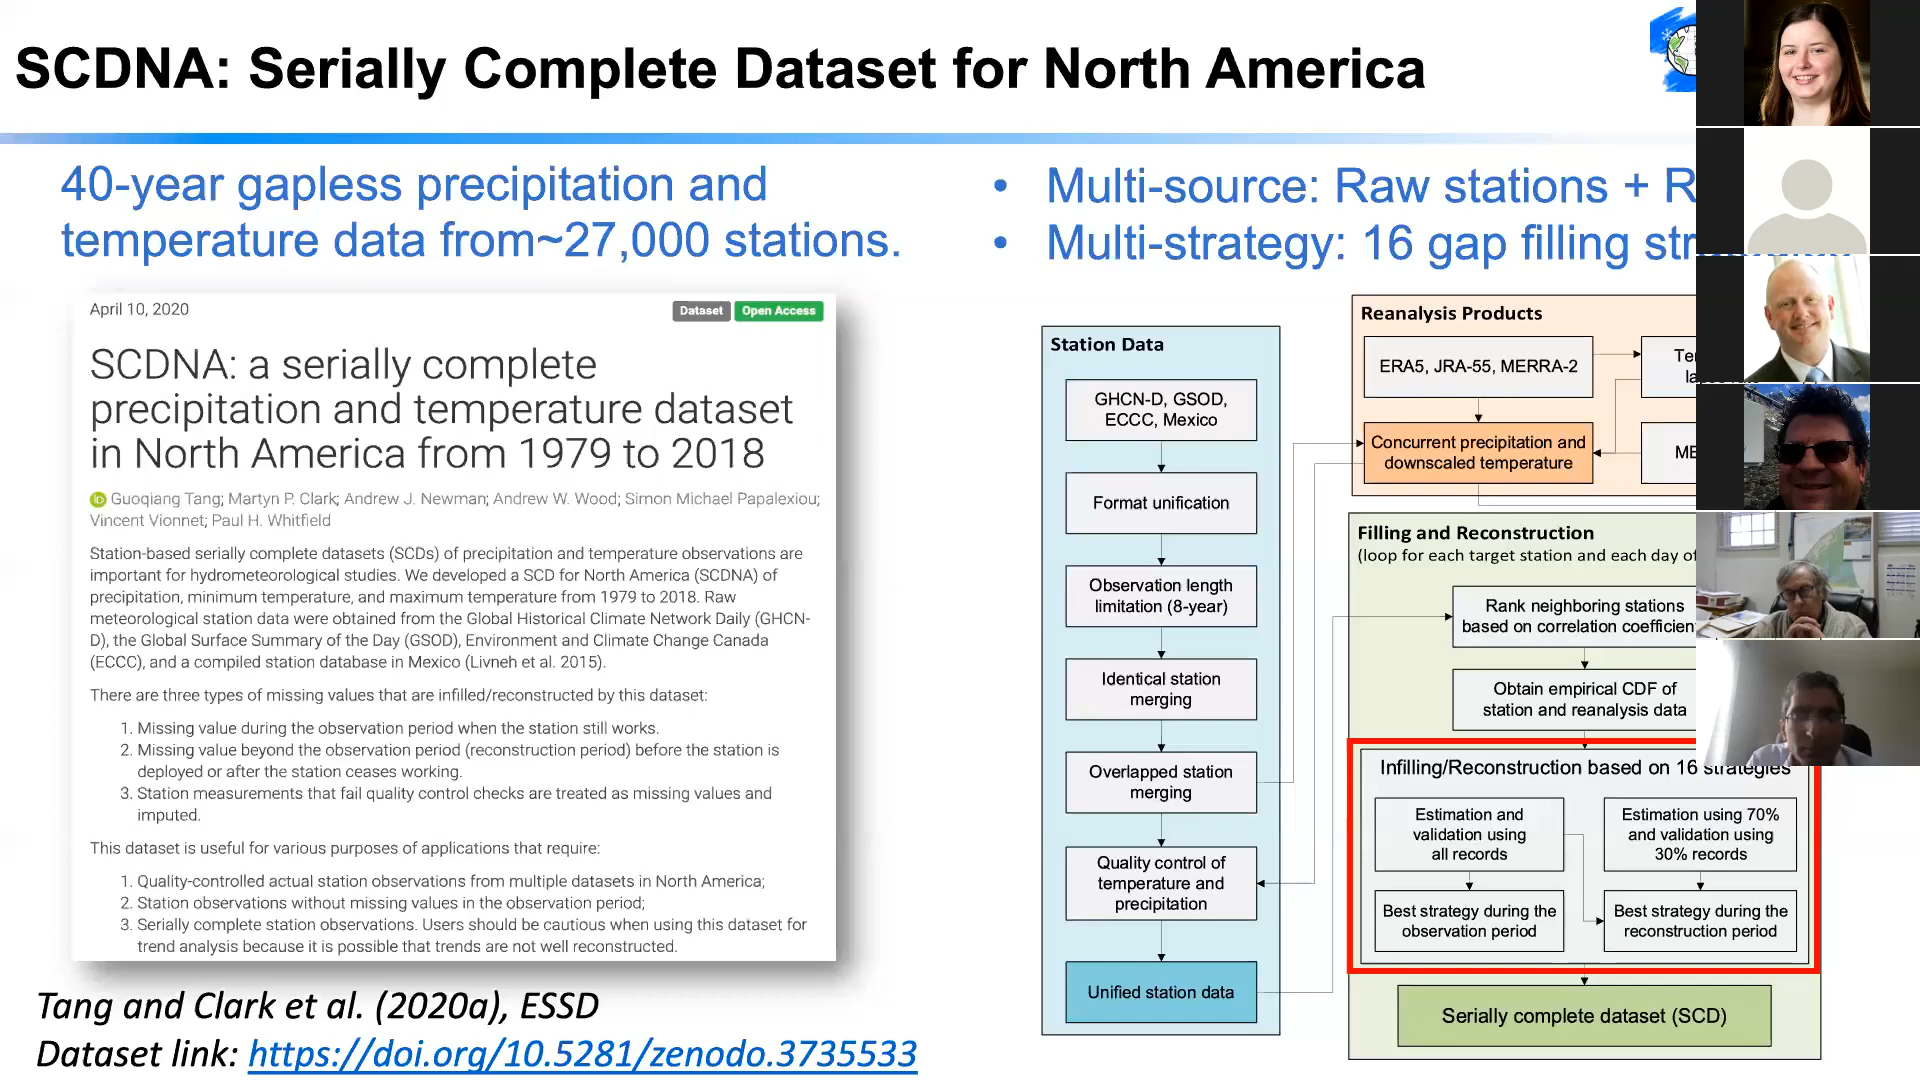 SCDNA: Serially Complete Dataset for North America
40-year gapless precipitation and
temperature data from~27,000 stations.
• Multi-source: Raw stations + R
• Multi-strategy: 16 gap filling
April 10, 2020
Dataset Open Access
SCDNA: a serially complete
precipitation and temperature dataset
in North America from 1979 to 2018
iD Guoqiang Tang; Martyn P. Clark; Andrew J. Newman; Andrew W. Wood; Simon Michael Papalexiou;
Vincent Vionnet; Paul H. Whitfield
Station-based serially complete datasets (SCDs) of precipitation and temperature observations are
important for hydrometeorological studies. We developed a SCD for North America (SCDNA) of
precipitation, minimum temperature, and maximum temperature from 1979 to 2018. Raw
meteorological station data were obtained from the Global Historical Climate Network Daily (GHCN-
D), the Global Surface Summary of the Day (GSOD), Environment and Climate Change Canada
(ECCC), and a compiled station database in Mexico (Livneh et al. 2015).
There are three types of missing values that are infilled/reconstructed by this dataset:
1. Missing value during the observation period when the station still works.
2. Missing value beyond the observation period (reconstruction period) before the station is
deployed or after the station ceases working.
3. Station measurements that fail quality control checks are treated as missing values and
imputed.
This dataset is useful for various purposes of applications that require:
1. Quality-controlled actual station observations from multiple datasets in North America;
2. Station observations without missing values in the observation period;
3. Serially complete station observations. Users should be cautious when using this dataset for
trend analysis because it is possible that trends are not well reconstructed.
Tang and Clark et al. (2020a), ESSD
Dataset link: https://doi.org/10.5281/zenodo.3735533
Station Data
GHCN-D, GSOD,
ECCC, Mexico
Format unification
Observation length
limitation (8-year)
Identical station
merging
Overlapped station
merging
Quality control of
temperature and
precipitation
Unified station data
Reanalysis Products
ERA5, JRA-55, MERRA-2
Concurrent precipitation and
downscaled temperature
Filling and Reconstruction
(loop for each target station and each day of
Rank neighboring stations
based on correlation coefficien
Obtain empirical CDF of
station and reanalysis data
Infilling/Reconstruction based on 16 strategies
Estimation and
validation using
all records
Estimation using 70%
and validation using
30% records
Best strategy during the
observation period
Best strategy during the
reconstruction period
Serially complete dataset (SCD)